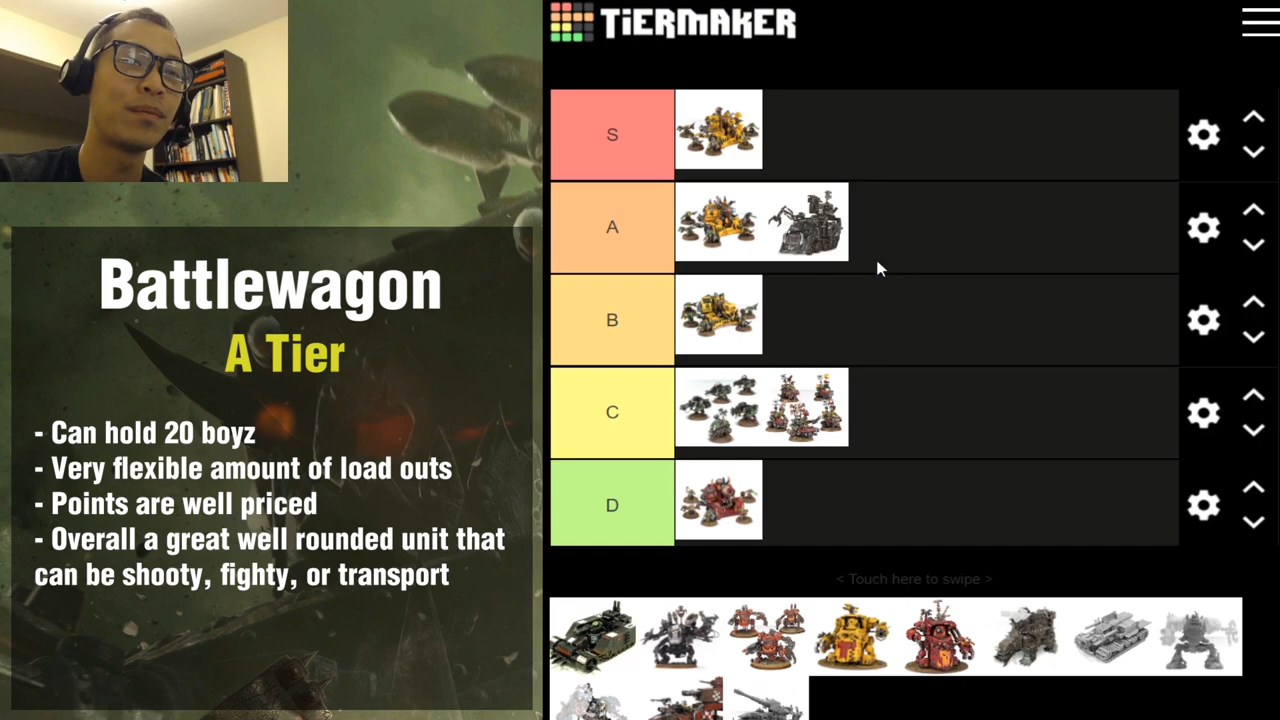 TiERMAKER
Battlewagon
A Tier
- Can hold 20 boyz
- Very flexible amount of load outs
- Points are well priced
- Overall a great well rounded unit that
can be shooty, fighty, or transport
S
A
B
C
D
< Touch here to swipe >